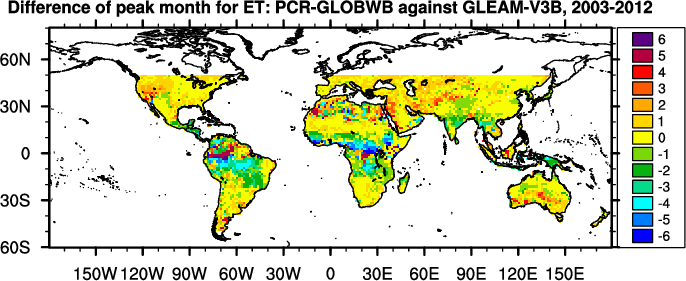 Difference of peak month for ET: PCR-GLOBWB against GLEAM-V3B, 2003-2012
60N
30N
0
30S
60S
150W 120W 90W 60W 30W 0 30E 60E 90E 120E 150E
6
5
4
3
2
1
0
-1
-2
-3
-4
-5
-6